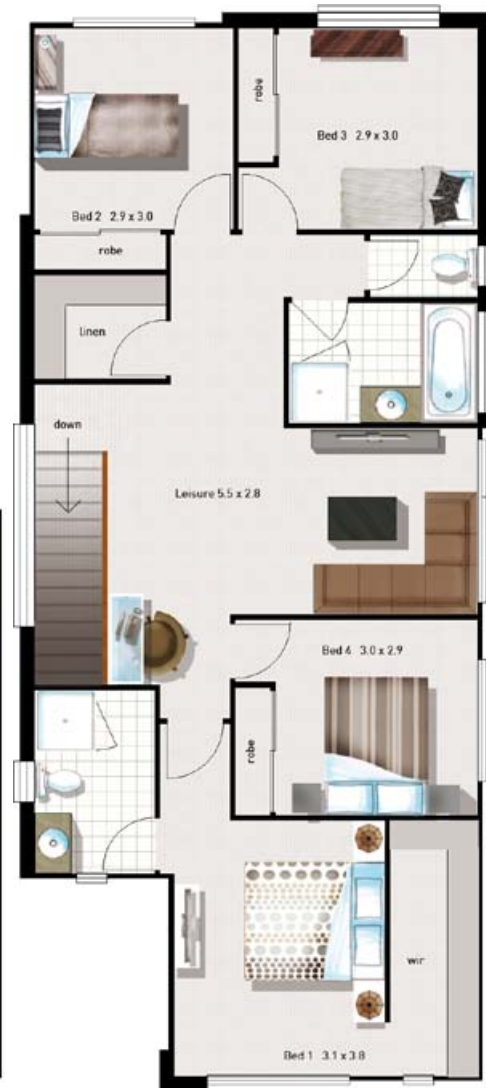 robe
Bed 3 2.9 x 3.0
Bed 2 2.9 x 3.0
robe
linen
down
Leisure 5.5 x 2.8
Bed 4 3.0 x 2.9
robe
wir
Bed 1 3.1 x 3.8